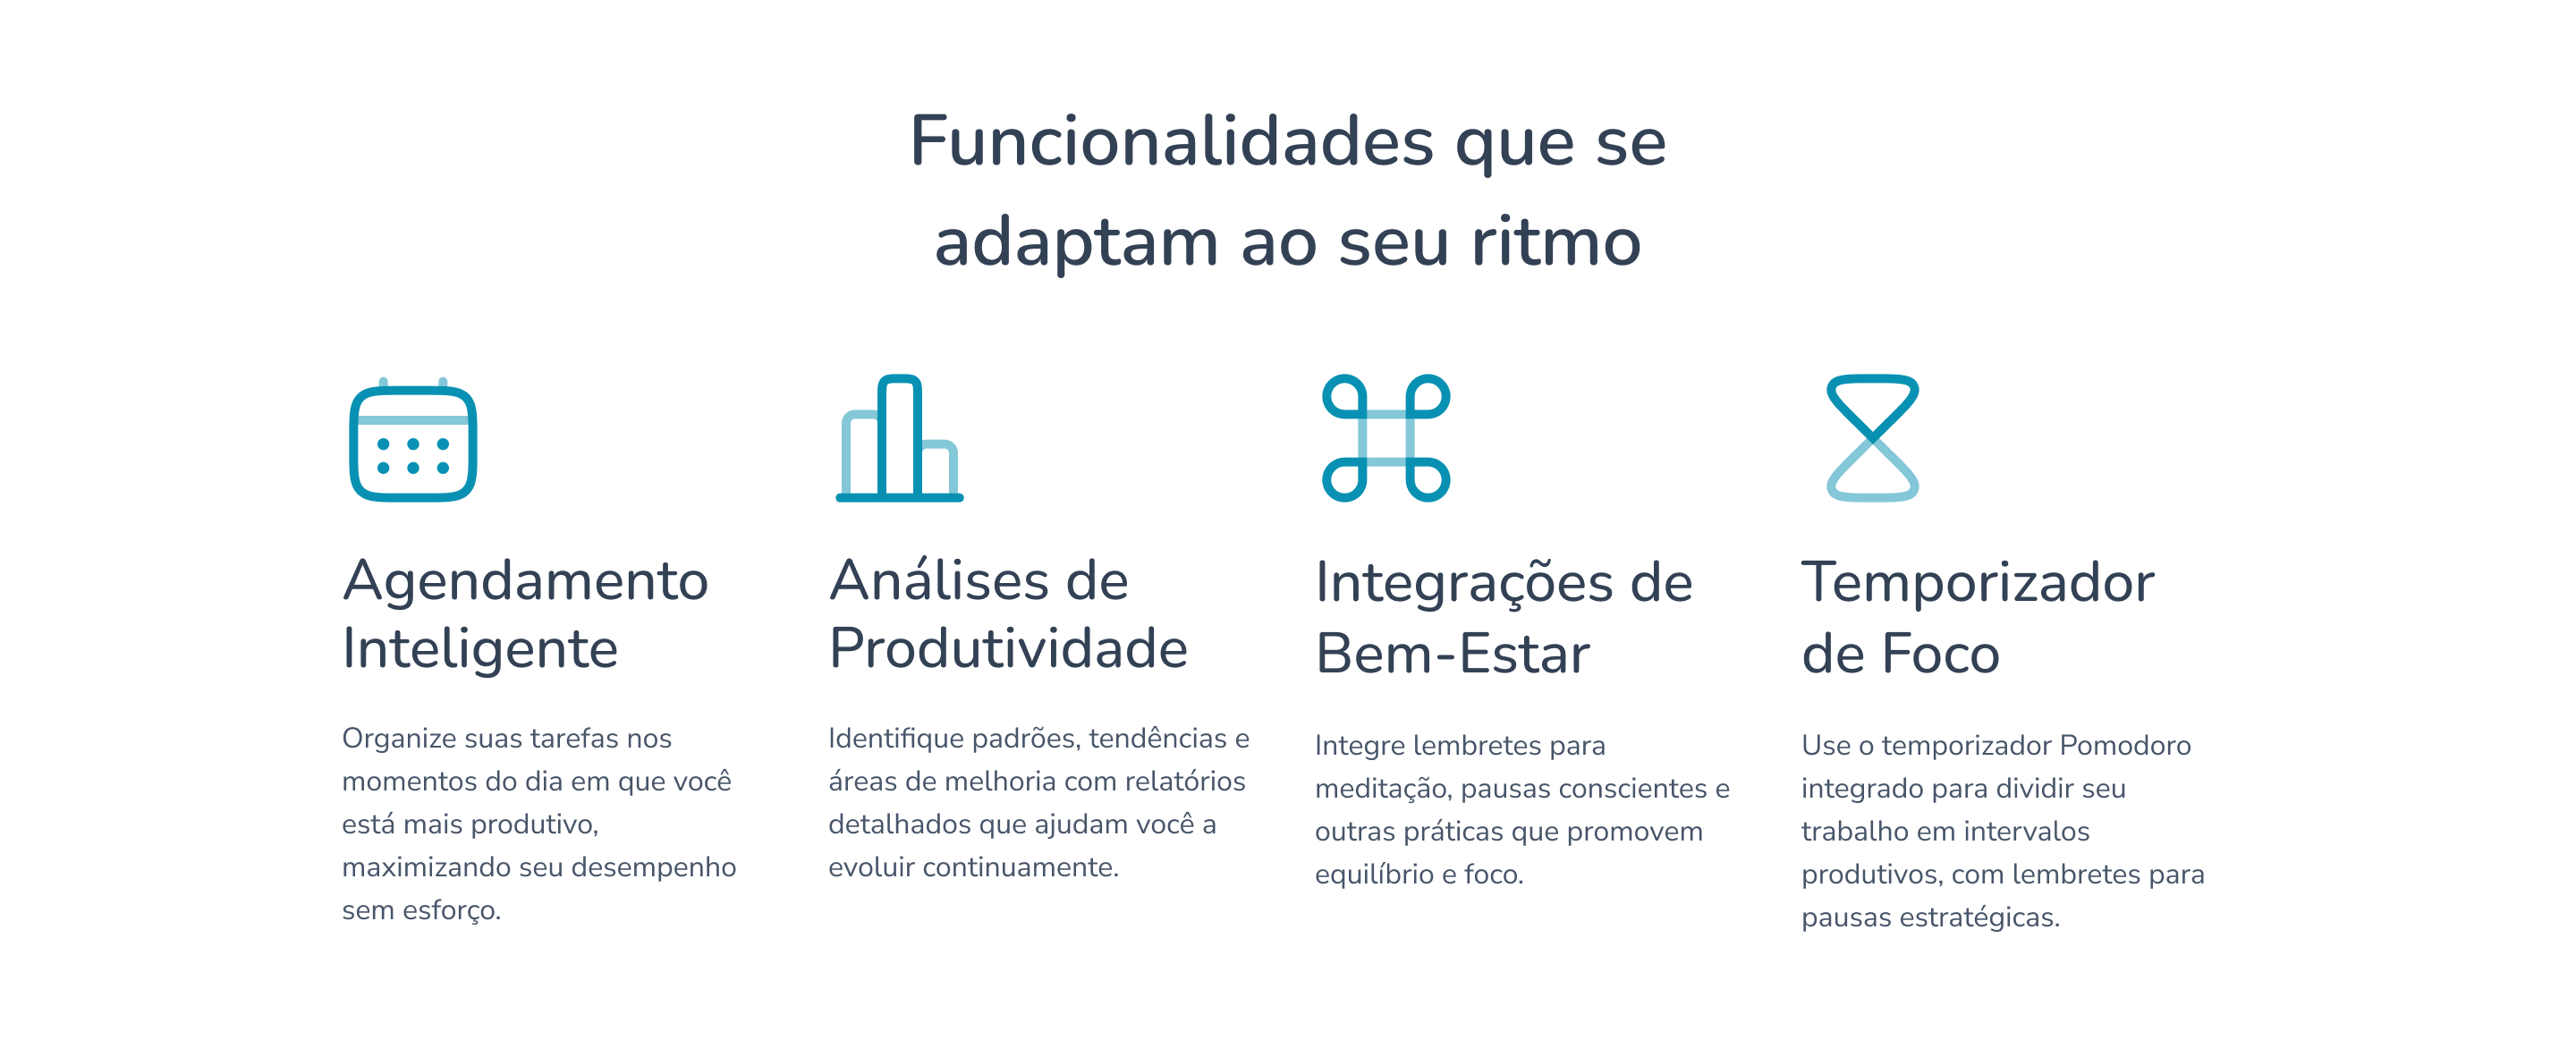 Funcionalidades que se
adaptam ao seu ritmo
Agendamento
Inteligente
Organize suas tarefas nos
momentos do dia em que você
está mais produtivo,
maximizando seu desempenho
sem esforço.
Análises de
Produtividade
Identifique padrões, tendências e
áreas de melhoria com relatórios
detalhados que ajudam você a
evoluir continuamente.
Integrações de
Bem-Estar
Integre lembretes para
meditação, pausas conscientes e
outras práticas que promovem
equilíbrio e foco.
Temporizador
de Foco
Use o temporizador Pomodoro
integrado para dividir seu
trabalho em intervalos
produtivos, com lembretes para
pausas estratégicas.